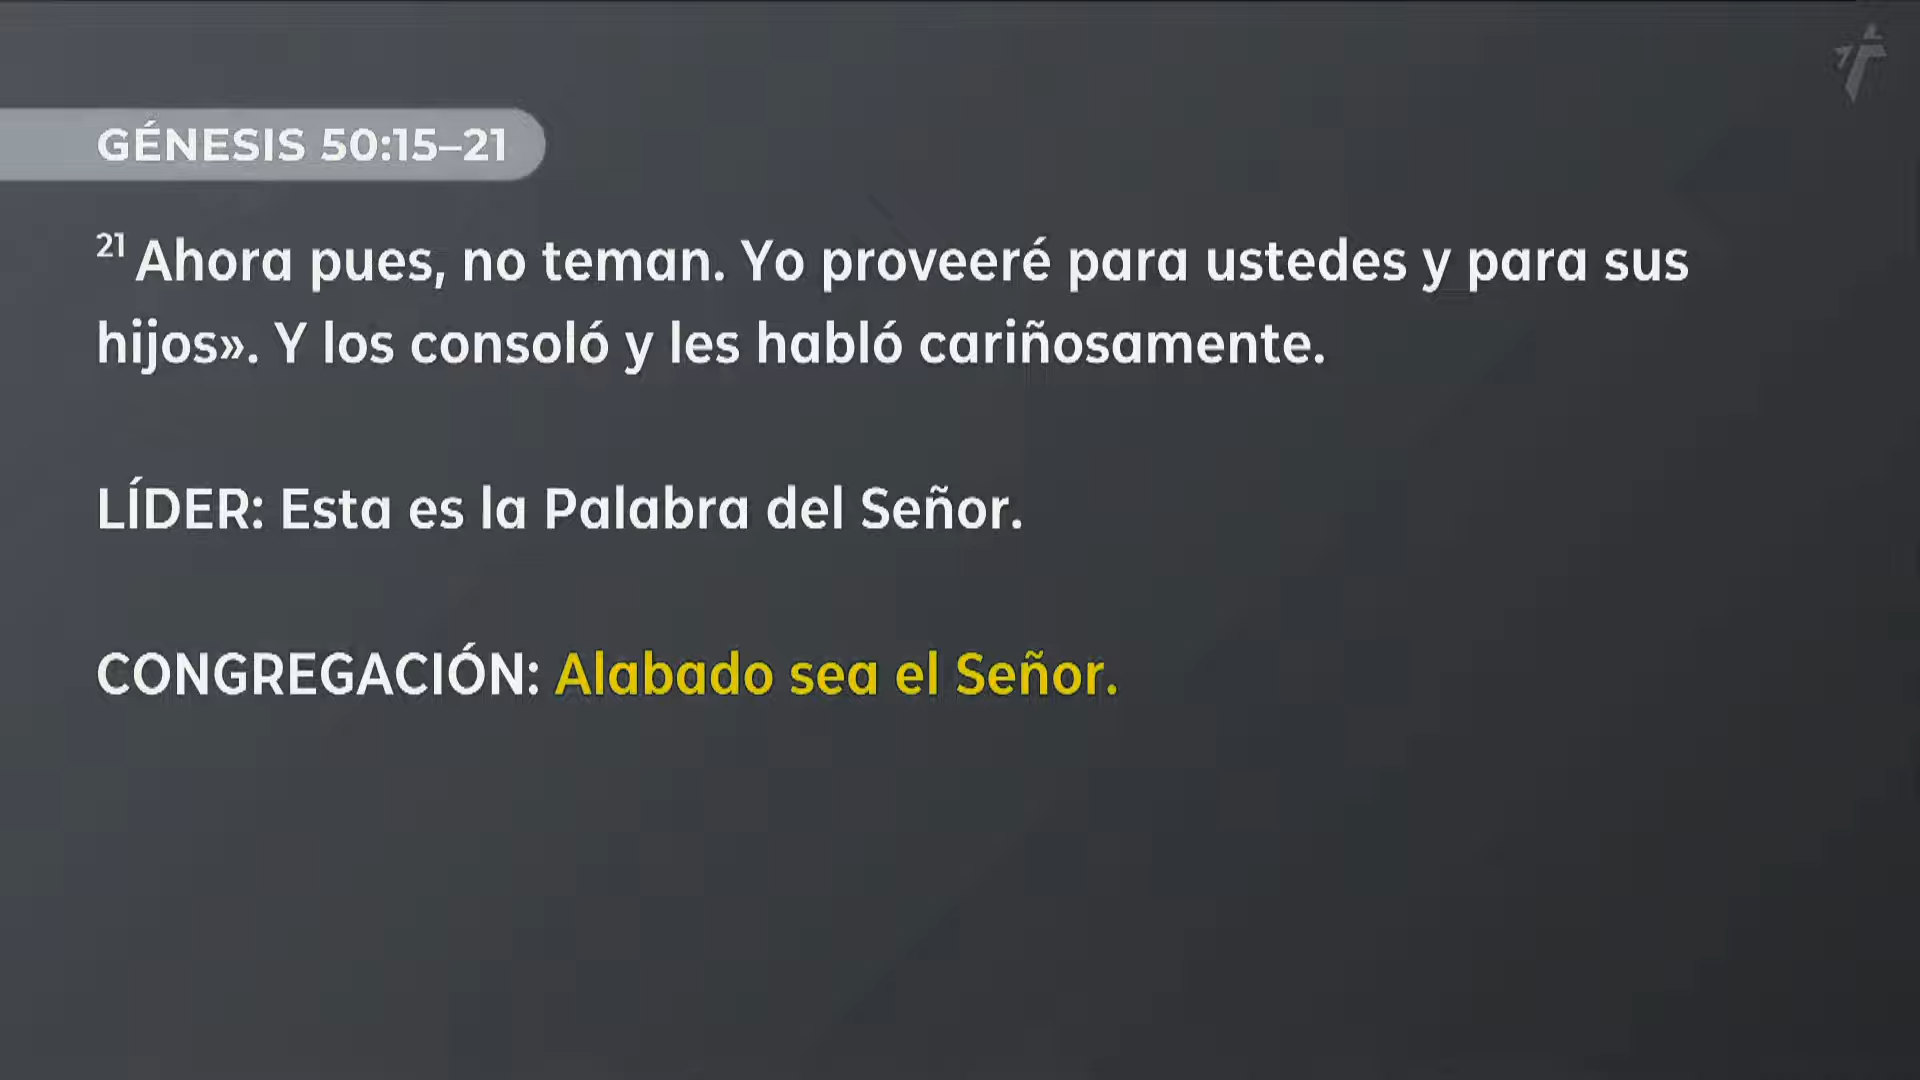 GÉNESIS 50:15–21
21 Ahora pues, no teman. Yo proveeré para ustedes y para sus
hijos». Y los consoló y les habló cariñosamente.
LÍDER: Esta es la Palabra del Señor.
CONGREGACIÓN: Alabado sea el Señor.